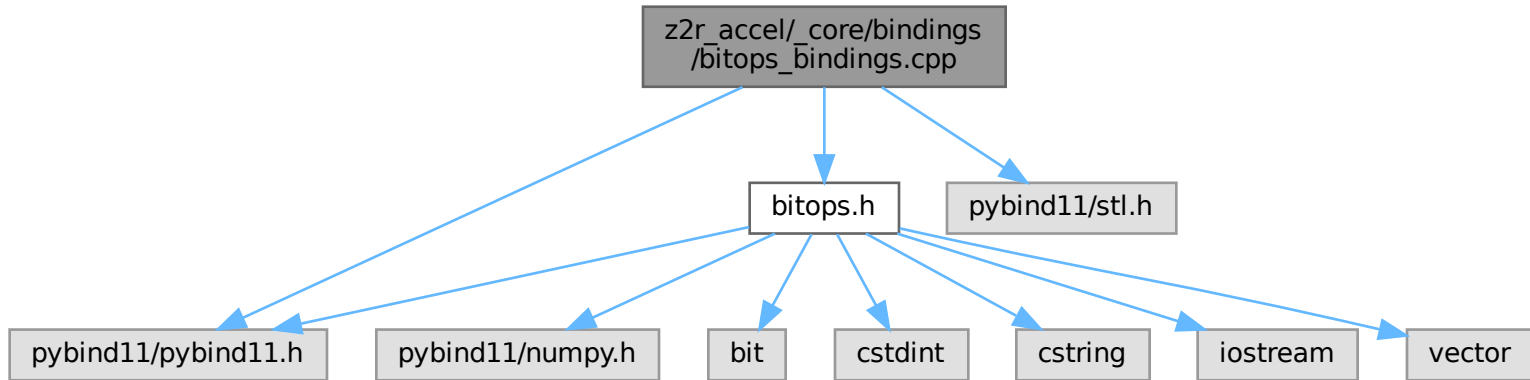 z2r_accel/_core/bindings
/bitops_bindings.cpp
bitops.h
pybind11/stl.h
pybind11/pybind11.h
pybind11/numpy.h
bit
cstdint
cstring
iostream
vector